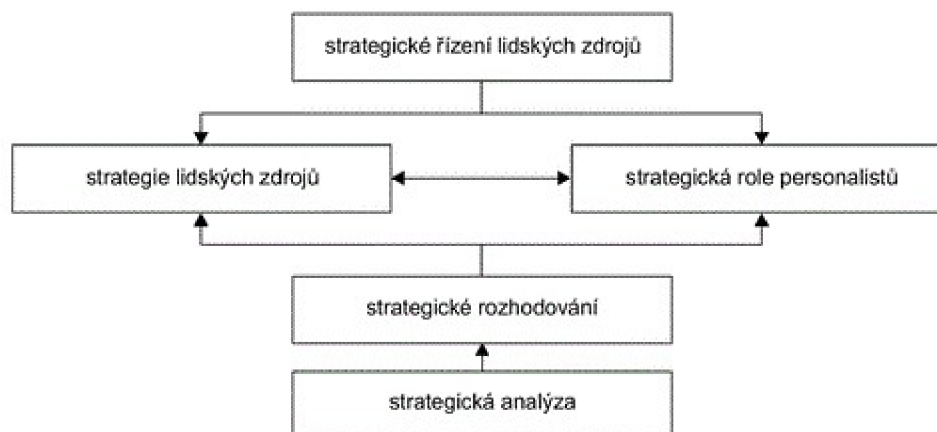 strategické řízení lidských zdrojů
strategie lidských zdrojů
strategická role personalistů
strategické rozhodování
strategická analýza